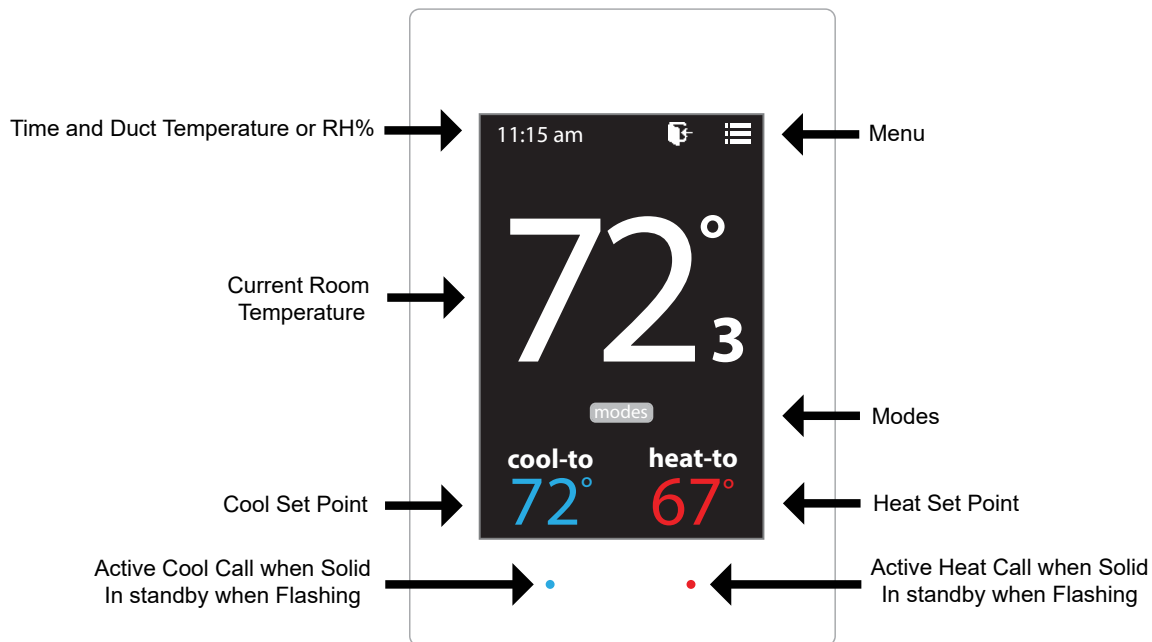 Time and Duct Temperature or RH%
11:15 am
Menu
72°
3
Current Room
Temperature
modes
Modes
cool-to
heat-to
72°
67°
Cool Set Point
Heat Set Point
Active Cool Call when Solid
In standby when Flashing
Active Heat Call when Solid
In standby when Flashing